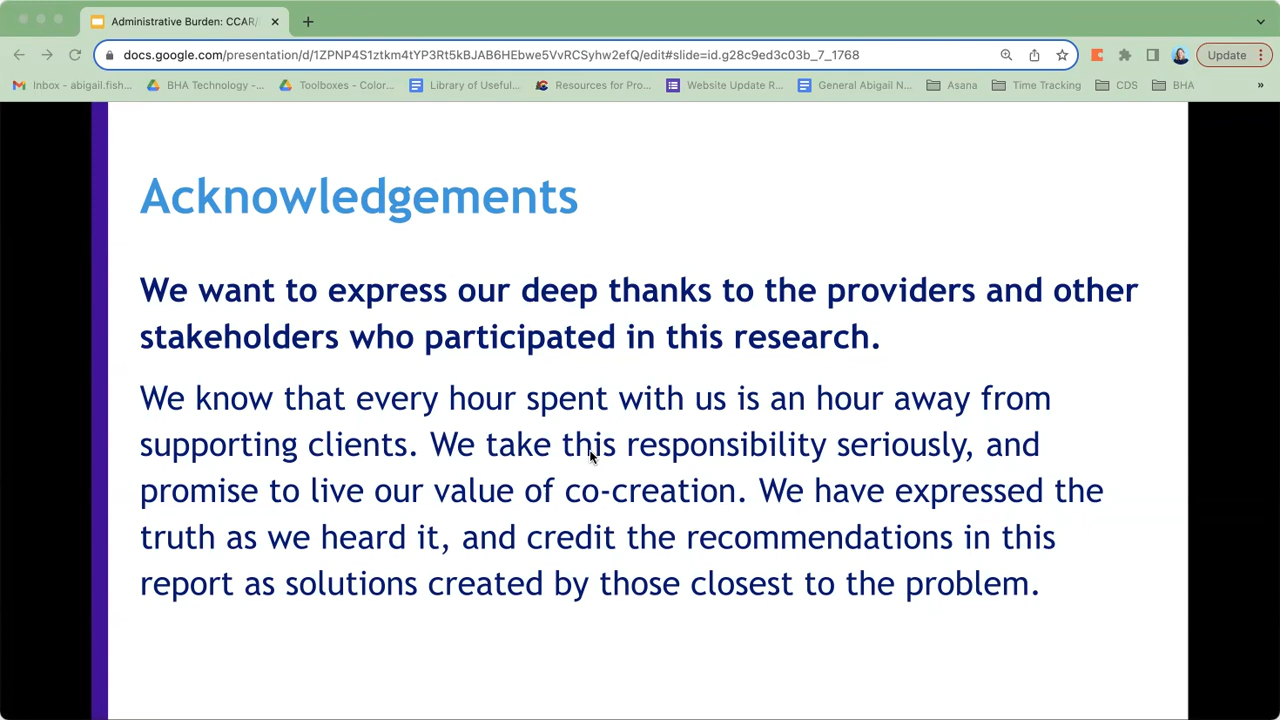 Administrative Burden: CCAR/
docs.google.com/presentation/d/1ZPNP4S1ztkm4tYP3Rt5kBJAB6HEbwe5VvRCSyhw2efQ/edit#slide=id.g28c9ed3c03b_7_1768
Update
Inbox - abigail.fish... BHA Technology -... Toolboxes - Color... Library of Useful... Resources for Pro... Website Update R... General Abigail N... Asana Time Tracking CDS BHA »
Acknowledgements
We want to express our deep thanks to the providers and other
stakeholders who participated in this research.
We know that every hour spent with us is an hour away from
supporting clients. We take this responsibility seriously, and
promise to live our value of co-creation. We have expressed the
truth as we heard it, and credit the recommendations in this
report as solutions created by those closest to the problem.